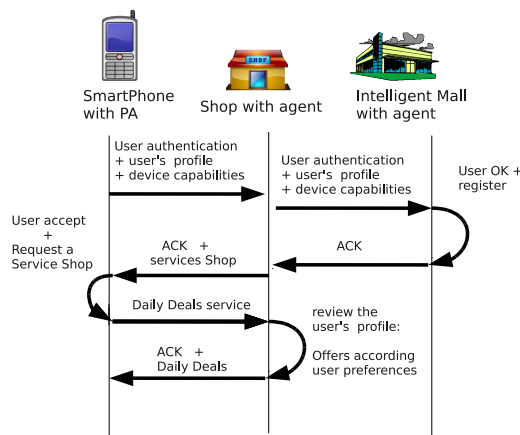 SHOP
SmartPhone
with PA
Shop with agent
Intelligent Mall
with agent
User authentication
+ user's profile
+ device capabilities
User authentication
+ user's profile
+ device capabilities
User OK +
register
User accept
+
Request a
Service Shop
ACK +
services Shop
ACK
Daily Deals service
review the
user's profile:
Offers according
user preferences
ACK +
Daily Deals